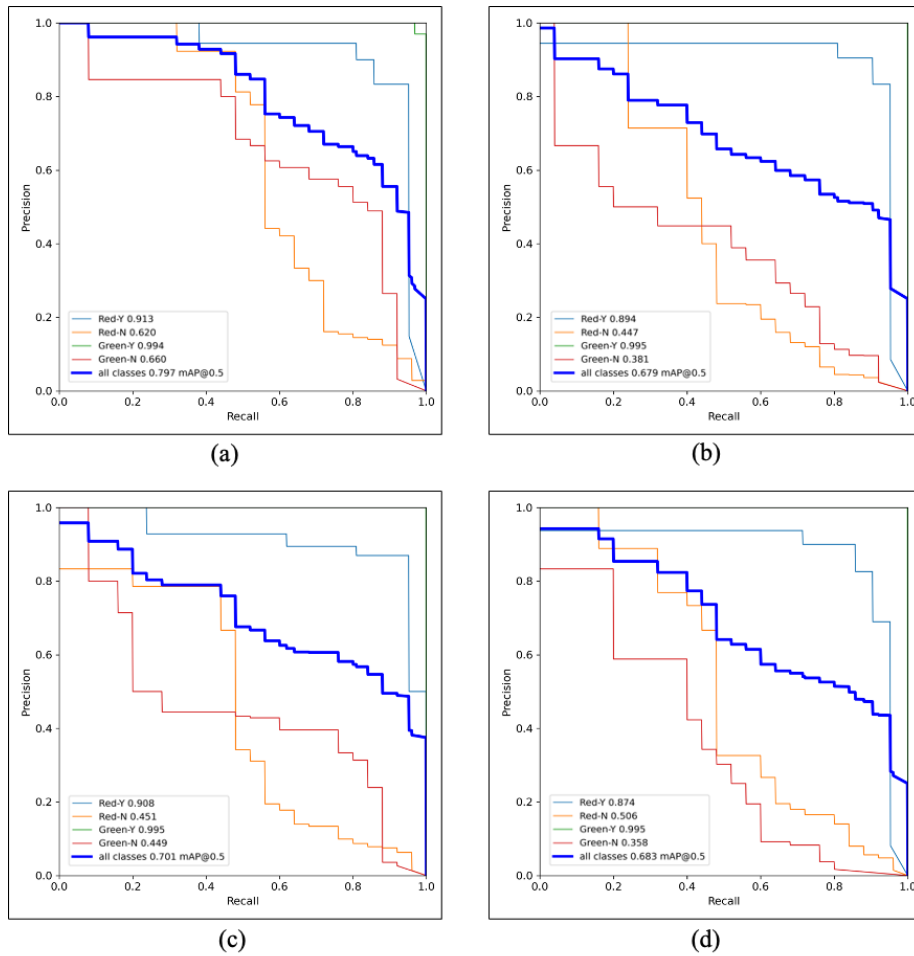 1.0
0.8
0.6
0.4
0.2
0.0
Precision
Red-Y 0.913
Red-N 0.620
Green-Y 0.994
Green-N 0.660
all classes 0.797 mAP@0.5
0.0 0.2 0.4 0.6 0.8 1.0
Recall
(a)
1.0
0.8
0.6
0.4
0.2
0.0
Precision
Red-Y 0.894
Red-N 0.447
Green-Y 0.995
Green-N 0.381
all classes 0.679 mAP@0.5
0.0 0.2 0.4 0.6 0.8 1.0
Recall
(b)
1.0
0.8
0.6
0.4
0.2
0.0
Precision
Red-Y 0.908
Red-N 0.451
Green-Y 0.995
Green-N 0.449
all classes 0.701 mAP@0.5
0.0 0.2 0.4 0.6 0.8 1.0
Recall
(c)
1.0
0.8
0.6
0.4
0.2
0.0
Precision
Red-Y 0.874
Red-N 0.506
Green-Y 0.995
Green-N 0.358
all classes 0.683 mAP@0.5
0.0 0.2 0.4 0.6 0.8 1.0
Recall
(d)